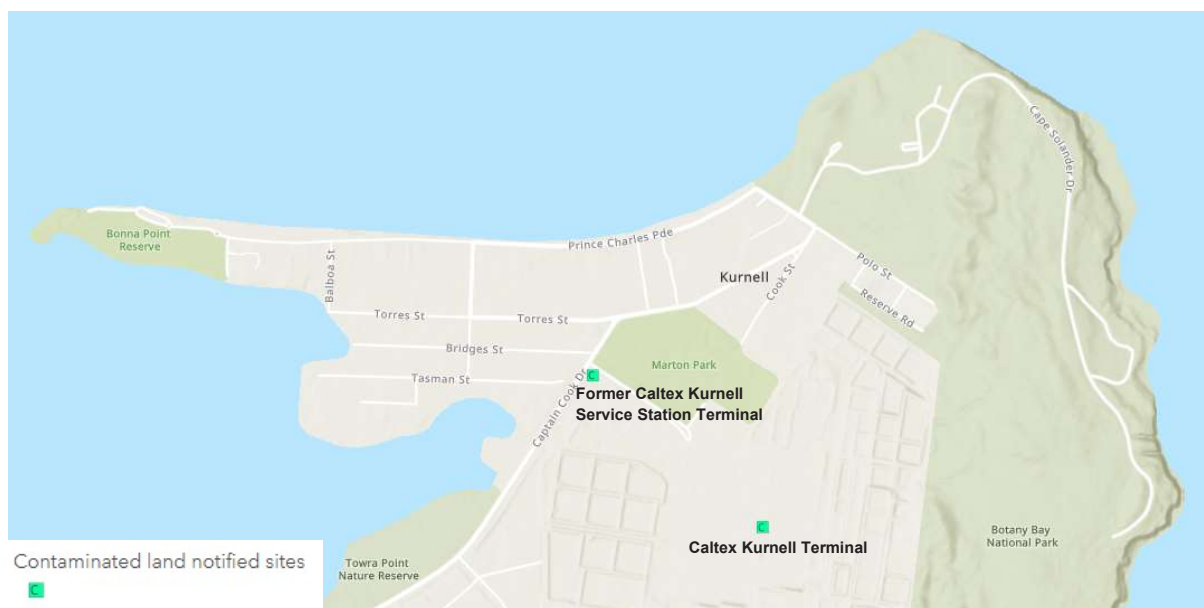 Cape Solander Dr
Bonna Point
Reserve
Prince Charles Pde
Balboa St
Kurnell
Cook St
Polo St
Reserve Rd
Torres St
Torres St
Bridges St
Marton Park
Tasman St
C
Captain Cook Dr
Former Caltex Kurnell
Service Station Terminal
C
Caltex Kurnell Terminal
Botany Bay
National Park
Contaminated land notified sites
C
Towra Point
Nature Reserve